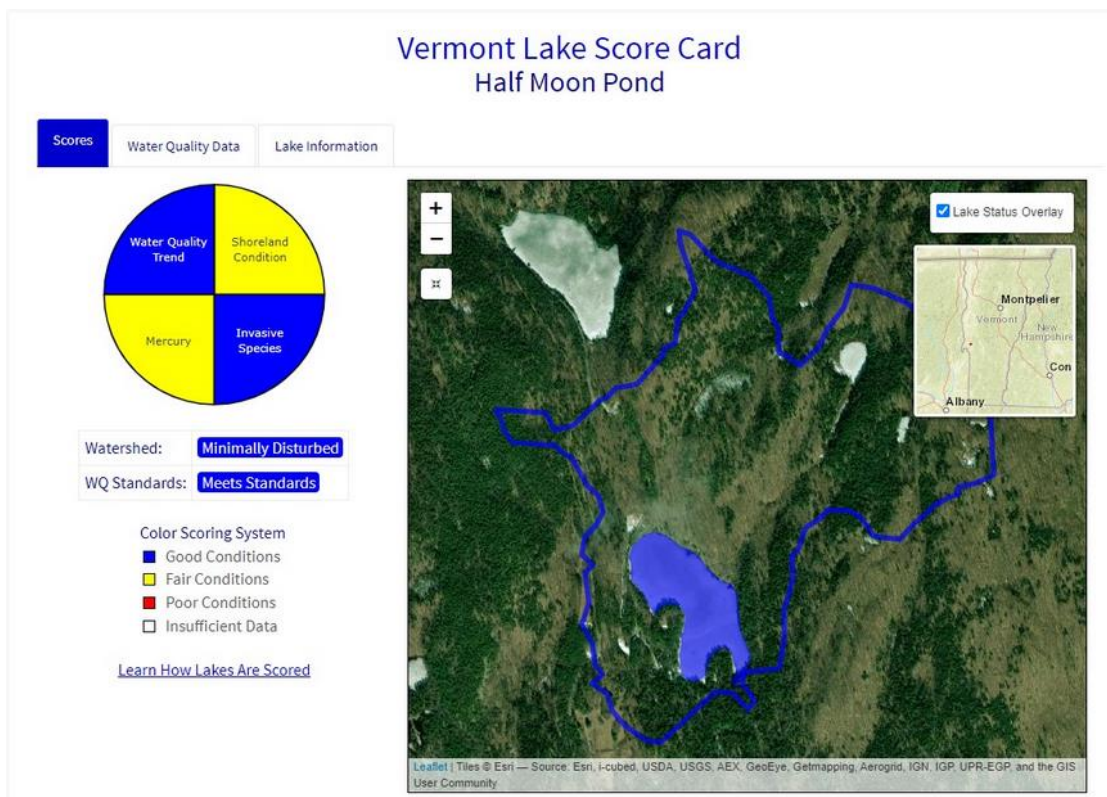 Vermont Lake Score Card
Half Moon Pond
Scores
Water Quality Data
Lake Information
Water Quality
Trend
Shoreland
Condition
Mercury
Invasive
Species
Watershed: Minimally Disturbed
WQ Standards: Meets Standards
Color Scoring System
Good Conditions
Fair Conditions
Poor Conditions
Insufficient Data
Learn How Lakes Are Scored
+
−
Lake Status Overlay
Montpelier
Vermont
New
Hampshire
Con
Albany
Leaflet | Tiles © Esri — Source: Esri, i-cubed, USDA, USGS, AEX, GeoEye, Getmapping, Aerogrid, IGN, IGP, UPR-EGP, and the GIS
User Community